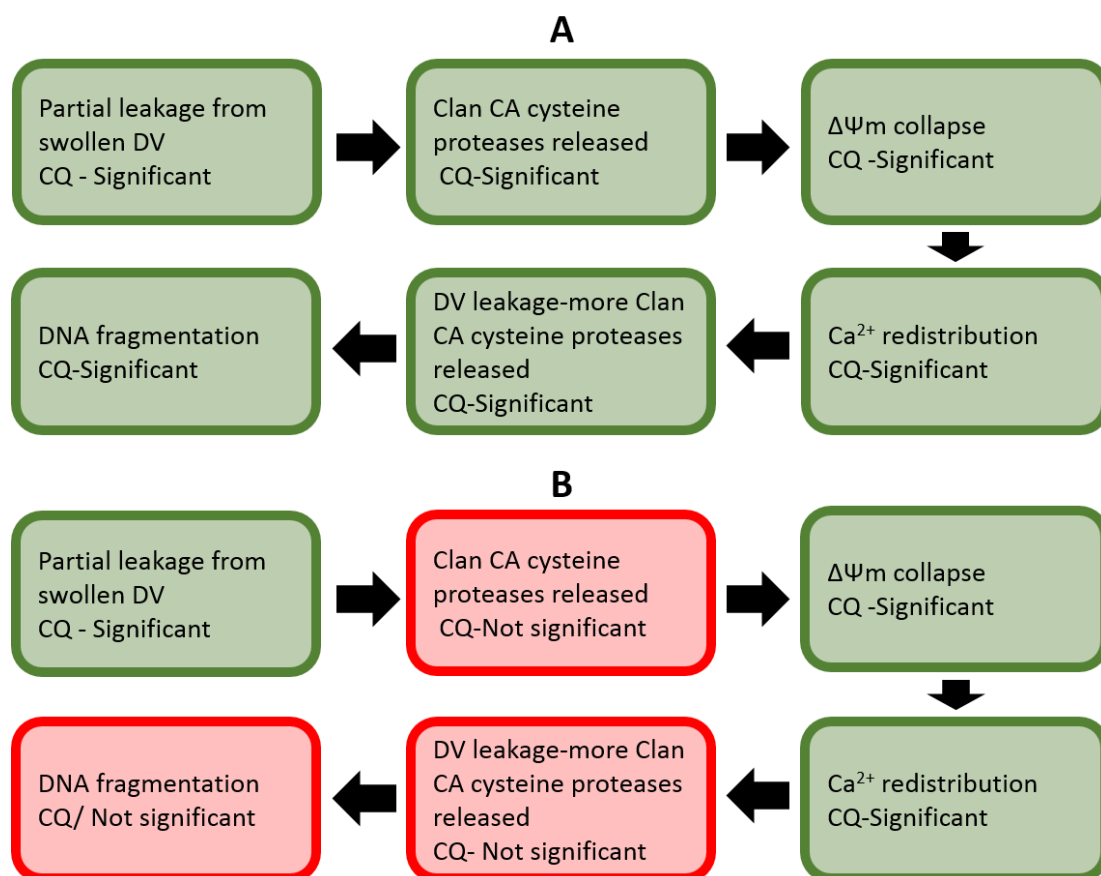 A
Partial leakage from
swollen DV
CQ - Significant
Clan CA cysteine
proteases released
CQ-Significant
ΔΨm collapse
CQ -Significant
DNA fragmentation
CQ-Significant
DV leakage-more Clan
CA cysteine proteases
released
CQ-Significant
Ca²⁺ redistribution
CQ-Significant
B
Partial leakage from
swollen DV
CQ - Significant
Clan CA cysteine
proteases released
CQ-Not significant
ΔΨm collapse
CQ -Significant
DNA fragmentation
CQ/ Not significant
DV leakage-more Clan
CA cysteine proteases
released
CQ- Not significant
Ca²⁺ redistribution
CQ-Significant